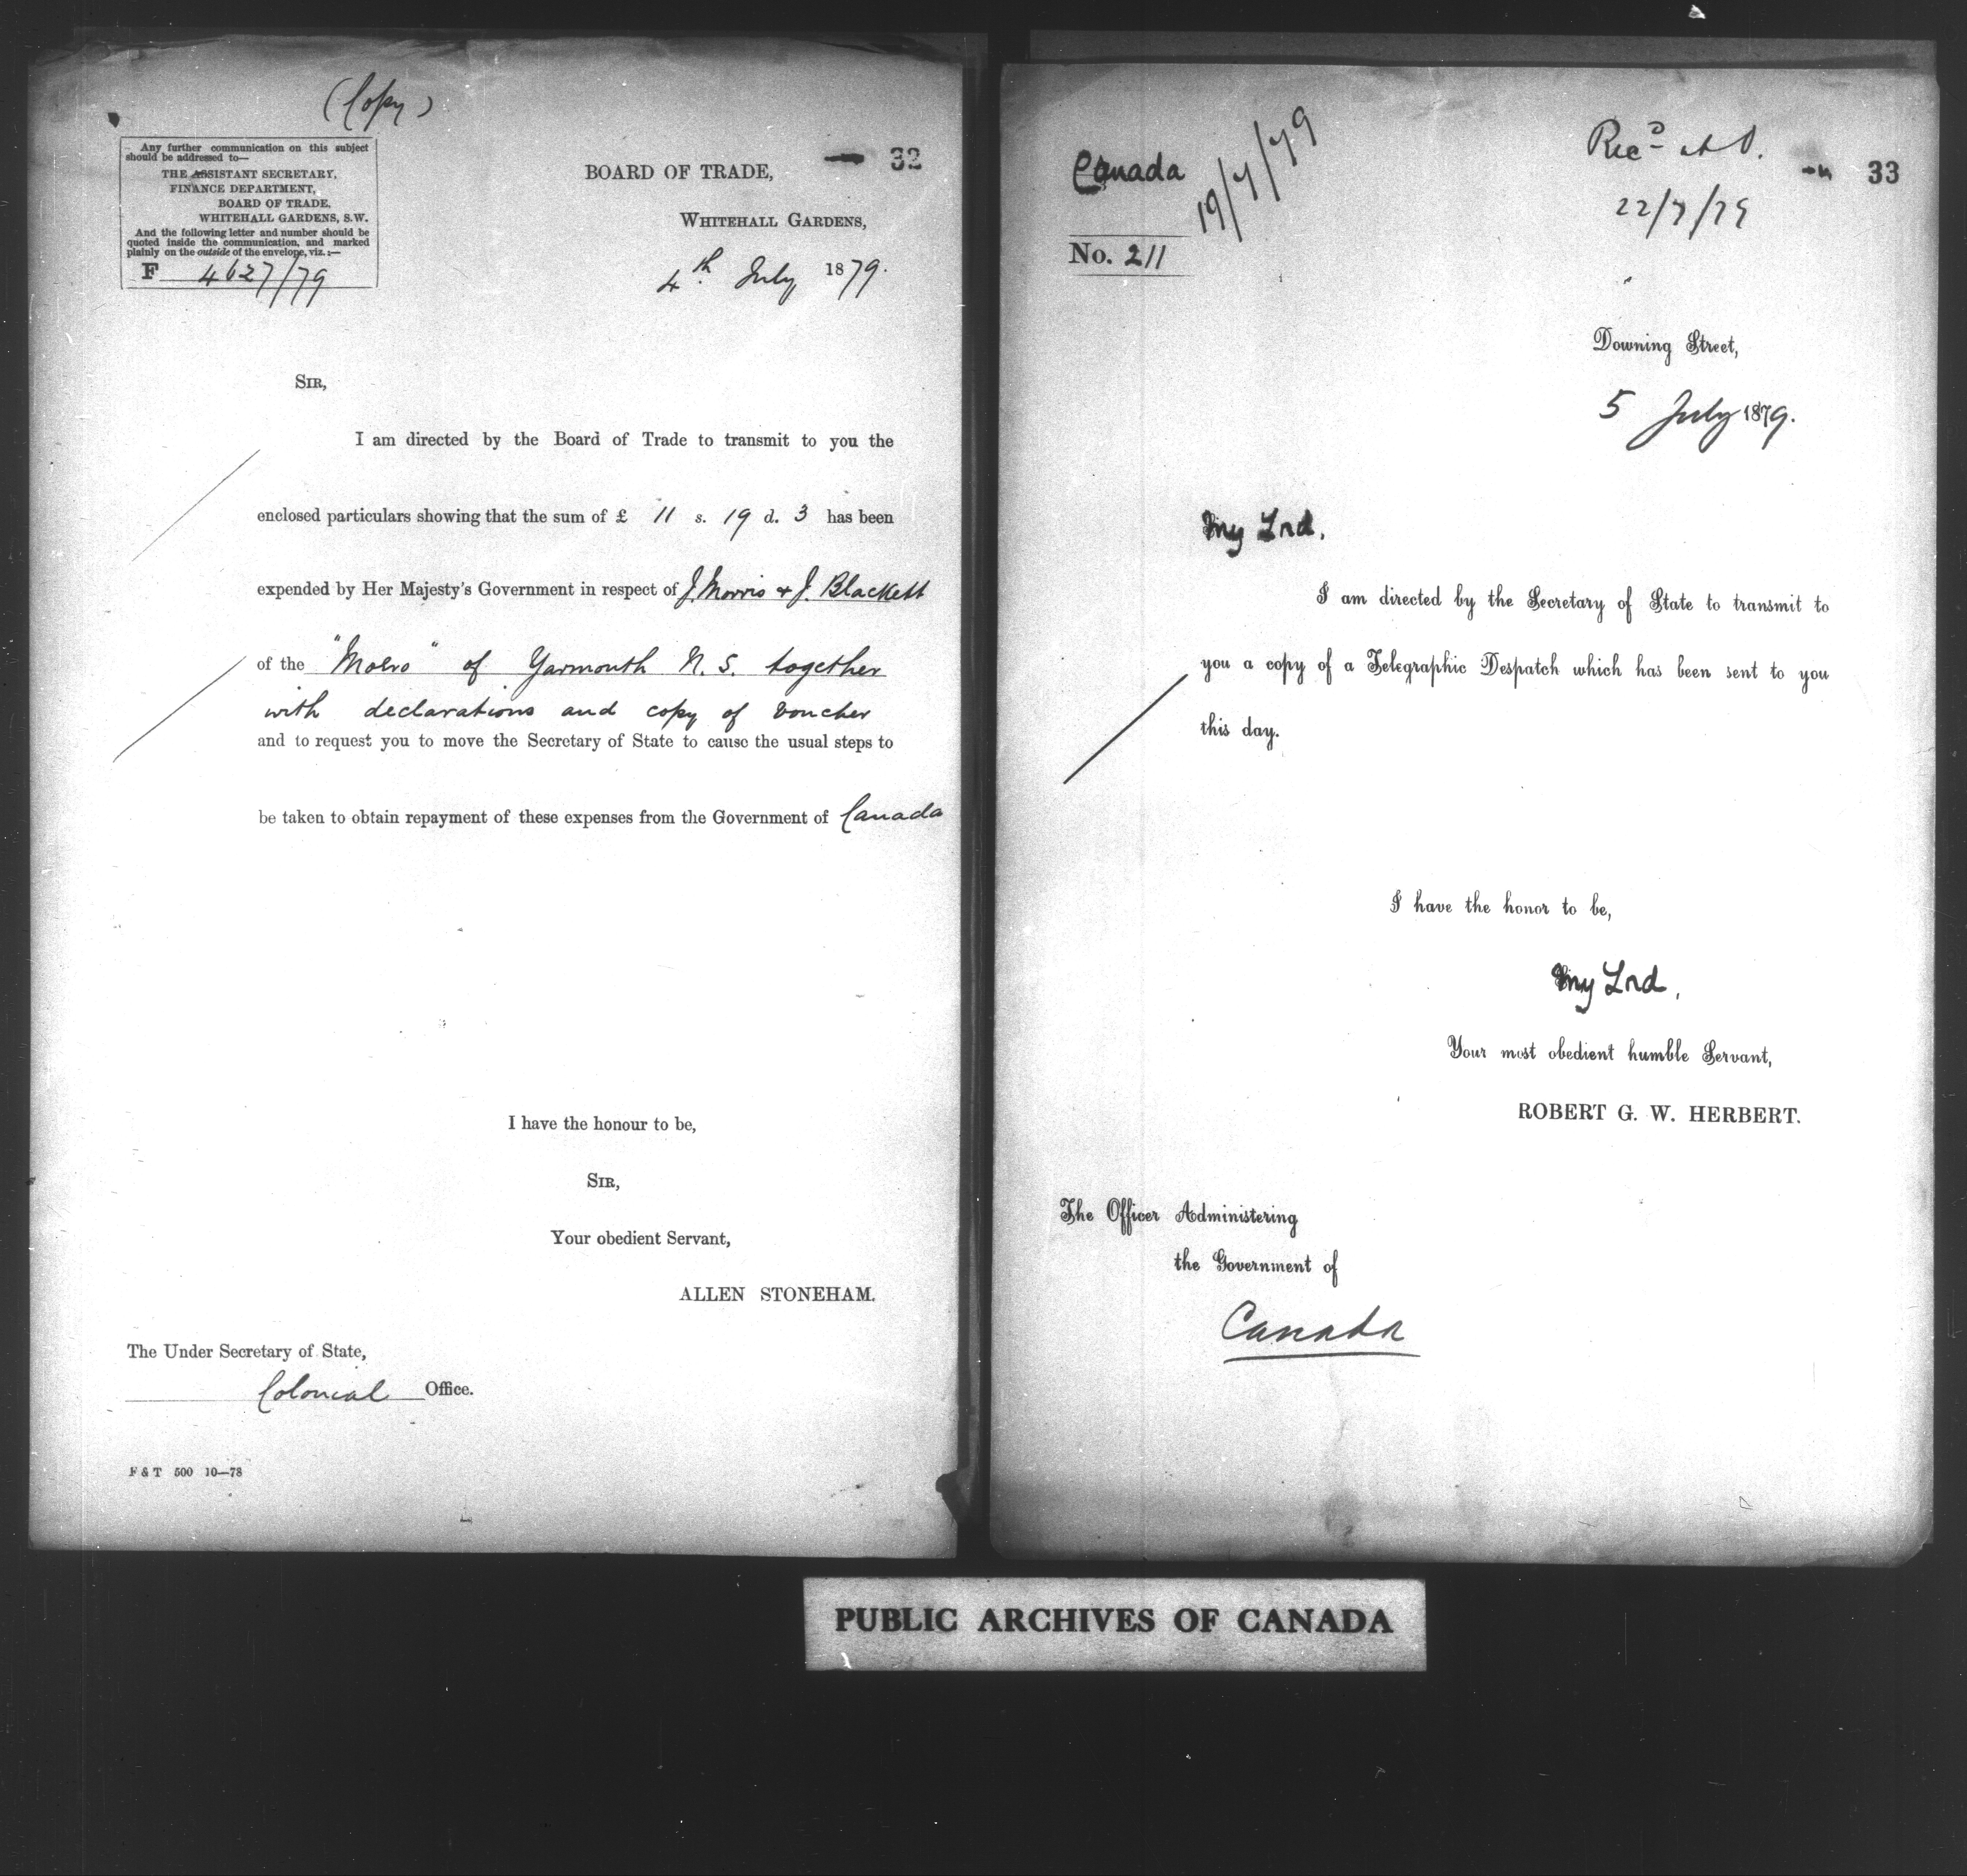 (Copy)
Any further communication on this subject
should be addressed to—
THE ASSISTANT SECRETARY,
FINANCE DEPARTMENT,
BOARD OF TRADE,
WHITEHALL GARDENS, S.W.
And the following letter and number should be
quoted inside the communication, and marked
plainly on the outside of the envelope, viz.:—
F 4627/79
32
BOARD OF TRADE,
WHITEHALL GARDENS,
4th July 1879.
SIR,
I am directed by the Board of Trade to transmit to you the
enclosed particulars showing that the sum of £ 11 s. 19 d. 3 has been
expended by Her Majesty's Government in respect of J. Morris & J. Blackett
of the "Moero" of Yarmouth N. S. together
with declarations and copy of voucher
and to request you to move the Secretary of State to cause the usual steps to
be taken to obtain repayment of these expenses from the Government of Canada
I have the honour to be,
SIR,
Your obedient Servant,
ALLEN STONEHAM.
The Under Secretary of State,
Colonial Office.
F & T 500 10—78
Canada
19/7/79
Recd
22/7/79
33
No. 211
Downing Street,
5 July 1879.
My Lord,
I am directed by the Secretary of State to transmit to
you a copy of a Telegraphic Despatch which has been sent to you
this day.
I have the honor to be,
My Lord,
Your most obedient humble Servant,
ROBERT G. W. HERBERT.
The Officer Administering
the Government of
Canada
PUBLIC ARCHIVES OF CANADA